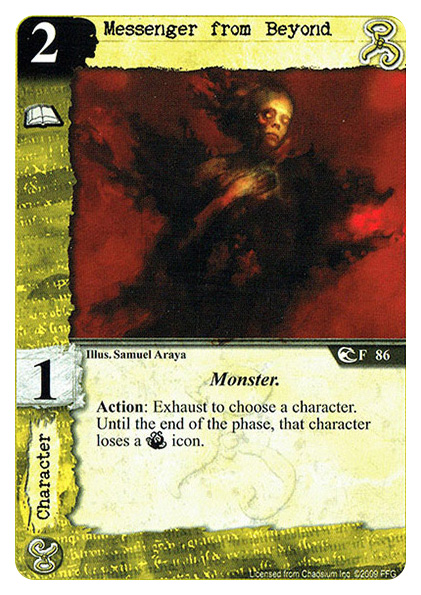 2
Messenger from Beyond
Illus. Samuel Araya
F 86
1
Monster.
Action: Exhaust to choose a character.
Until the end of the phase, that character
loses a icon.
Character
Licensed from Chaosium Inc. ©2009 FFG